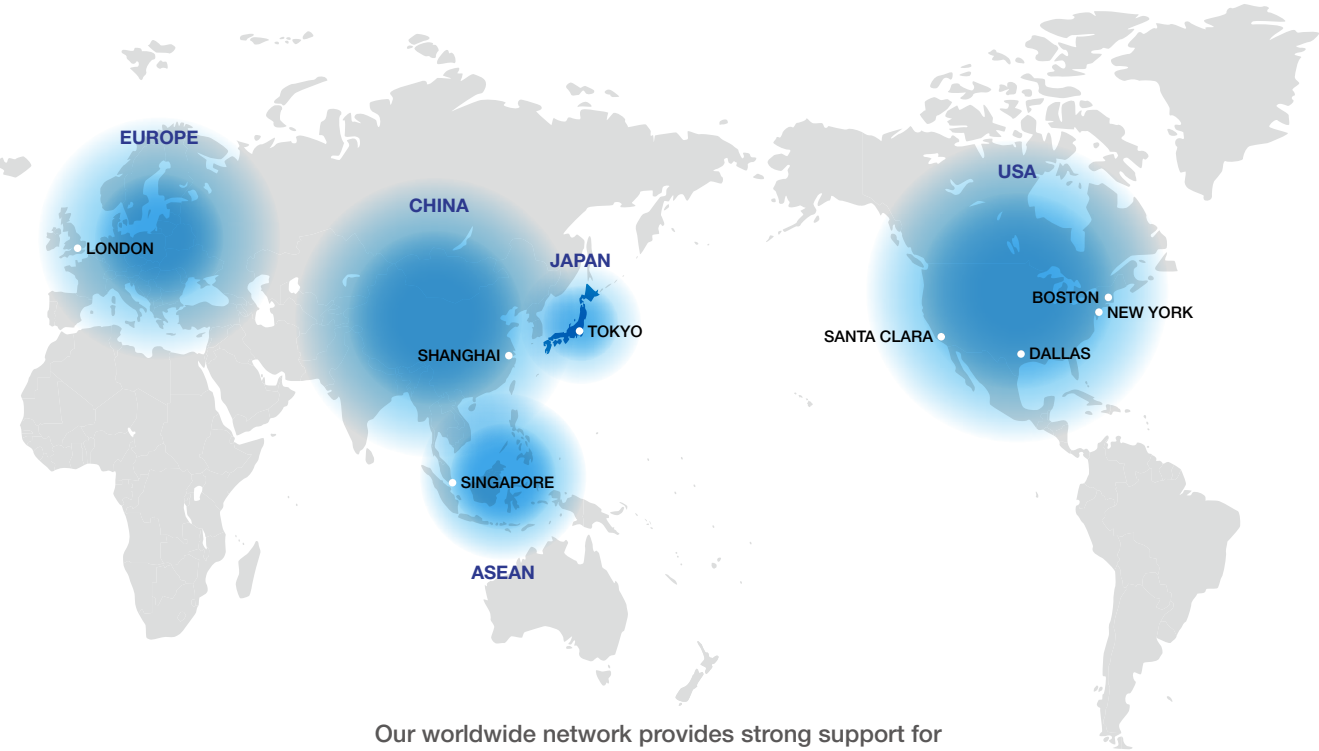 EUROPE
USA
CHINA
LONDON
JAPAN
BOSTON
NEW YORK
TOKYO
SANTA CLARA
SHANGHAI
DALLAS
SINGAPORE
ASEAN
Our worldwide network provides strong support for